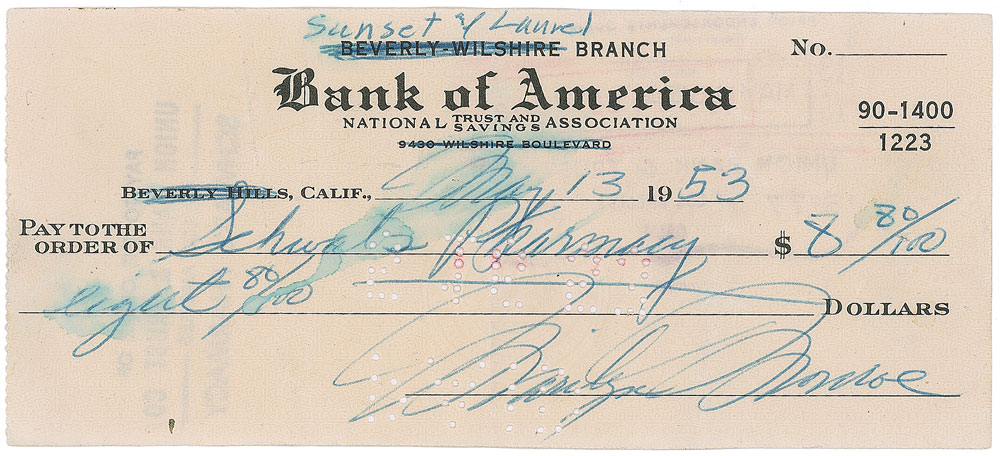 Sunset & Laurel
BEVERLY-WILSHIRE BRANCH
No.
Bank of America
NATIONAL TRUST AND SAVINGS ASSOCIATION
90-1400
1223
9430 WILSHIRE BOULEVARD
BEVERLY HILLS, CALIF., May 13 1953
PAY TO THE ORDER OF Schwabs Pharmacy $ 8 80/100
eight 80/100 DOLLARS
Marilyn Monroe